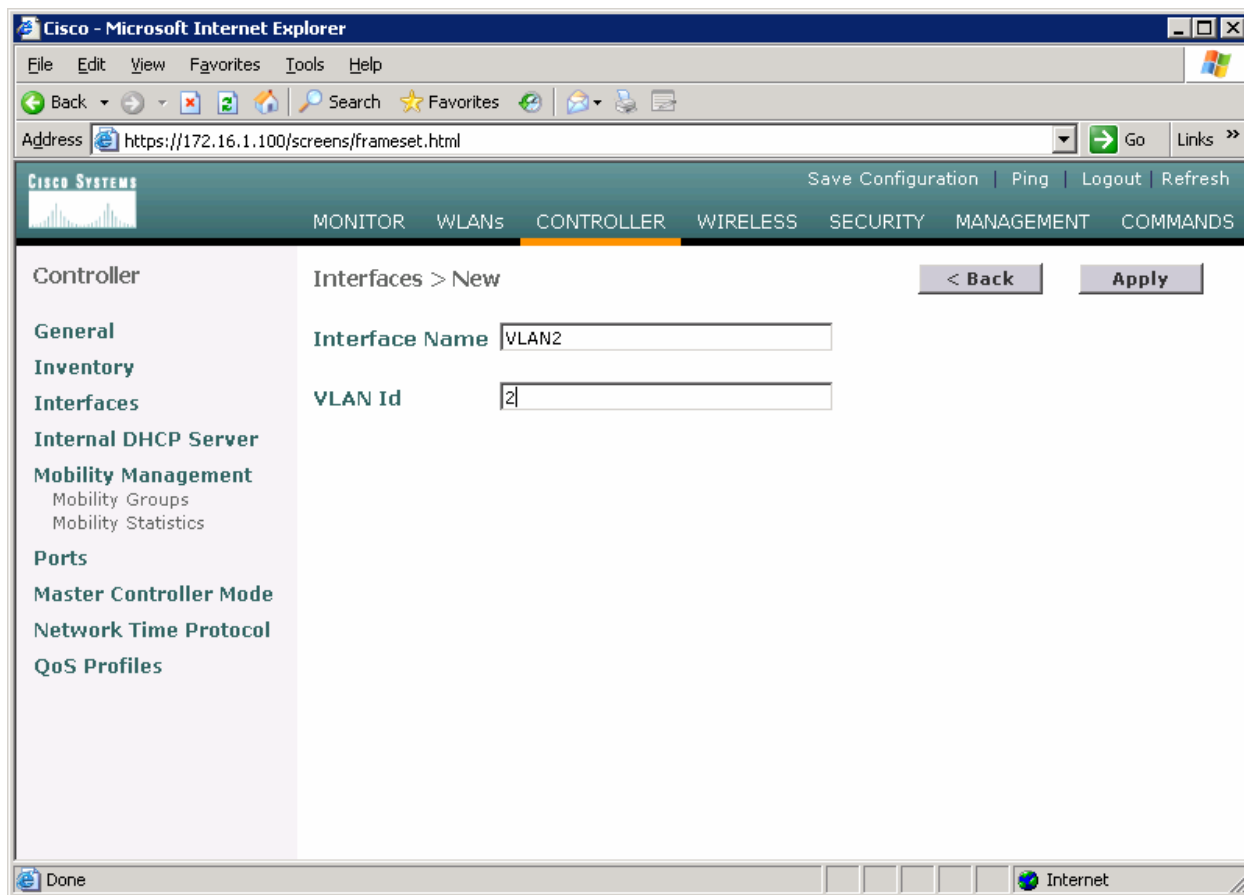 Cisco - Microsoft Internet Explorer
File Edit View Favorites Tools Help
Back Search Favorites
Address https://172.16.1.100/screens/frameset.html Go Links »
CISCO SYSTEMS
Save Configuration | Ping | Logout | Refresh
MONITOR WLANs CONTROLLER WIRELESS SECURITY MANAGEMENT COMMANDS
Controller
General
Inventory
Interfaces
Internal DHCP Server
Mobility Management
Mobility Groups
Mobility Statistics
Ports
Master Controller Mode
Network Time Protocol
QoS Profiles
Interfaces > New
< Back Apply
Interface Name VLAN2
VLAN Id 2
Done Internet